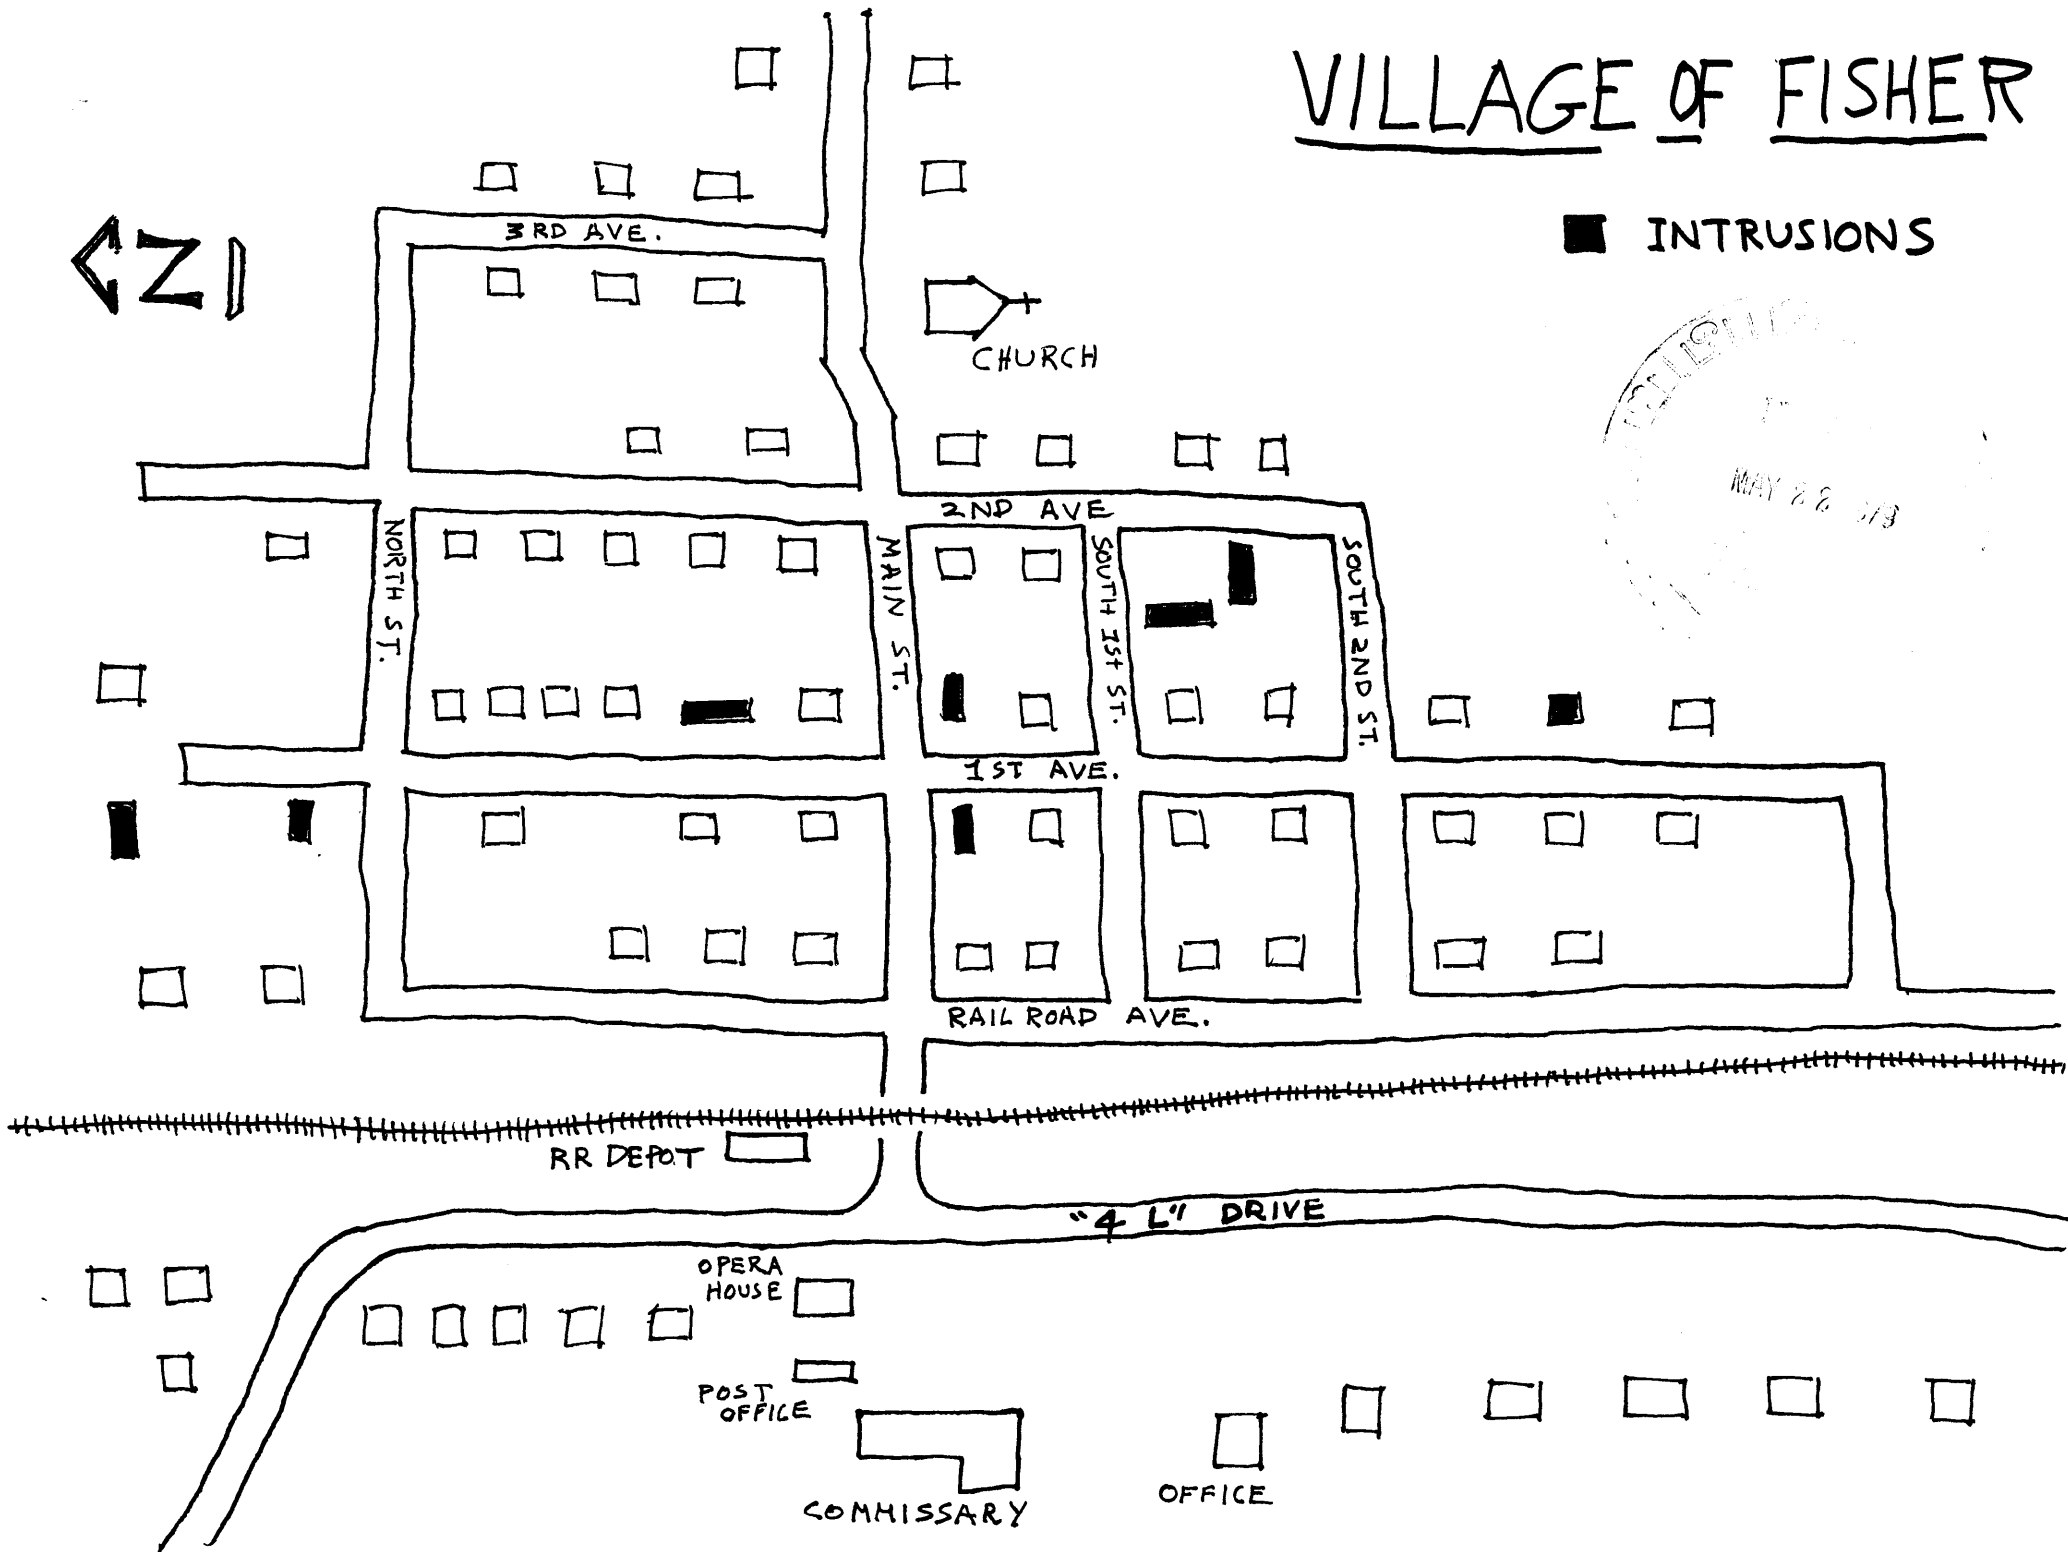 VILLAGE OF FISHER
INTRUSIONS
N
3RD AVE.
CHURCH
MAY 22
2ND AVE
NORTH ST.
MAIN ST.
SOUTH 1St ST.
SOUTH 2ND ST.
1ST AVE.
RAIL ROAD AVE.
RR DEPOT
"4 L" DRIVE
OPERA
HOUSE
POST
OFFICE
COMMISSARY
OFFICE